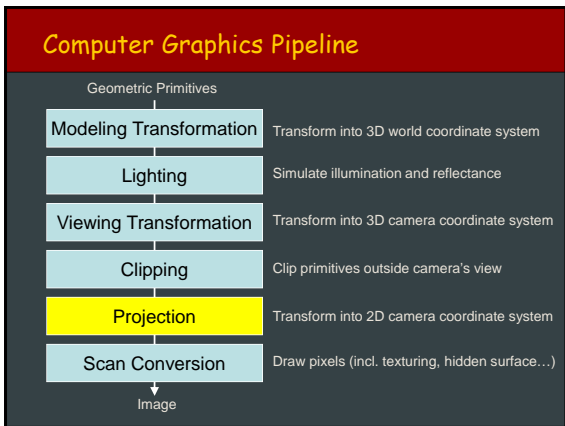 Computer Graphics Pipeline
Geometric Primitives
Modeling Transformation
Transform into 3D world coordinate system
Lighting
Simulate illumination and reflectance
Viewing Transformation
Transform into 3D camera coordinate system
Clipping
Clip primitives outside camera's view
Projection
Transform into 2D camera coordinate system
Scan Conversion
Draw pixels (incl. texturing, hidden surface…)
Image